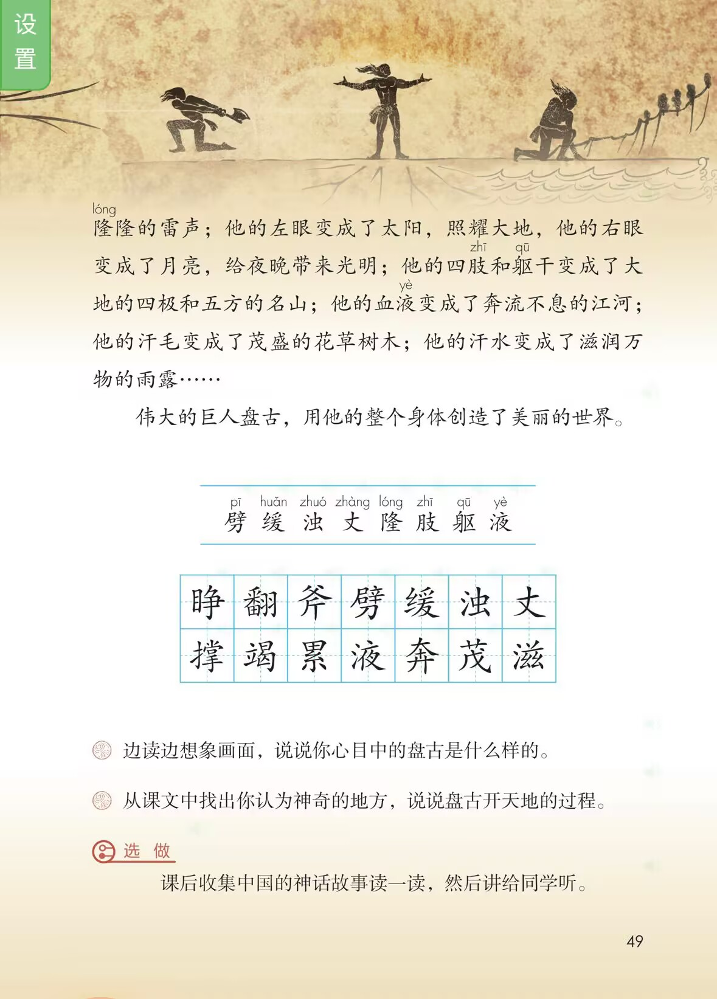 设
置
lóng
隆隆的雷声；他的左眼变成了太阳，照耀大地，他的右眼
zhī qū
变成了月亮，给夜晚带来光明；他的四肢和躯干变成了大
yè
地的四极和五方的名山；他的血液变成了奔流不息的江河；
他的汗毛变成了茂盛的花草树木；他的汗水变成了滋润万
物的雨露……
伟大的巨人盘古，用他的整个身体创造了美丽的世界。
pī huǎn zhuó zhàng lóng zhī qū yè
劈 缓 浊 丈 隆 肢 躯 液
睁 翻 斧 劈 缓 浊 丈
撑 竭 累 液 奔 茂 滋
边读边想象画面，说说你心目中的盘古是什么样的。
从课文中找出你认为神奇的地方，说说盘古开天地的过程。
选 做
课后收集中国的神话故事读一读，然后讲给同学听。
49